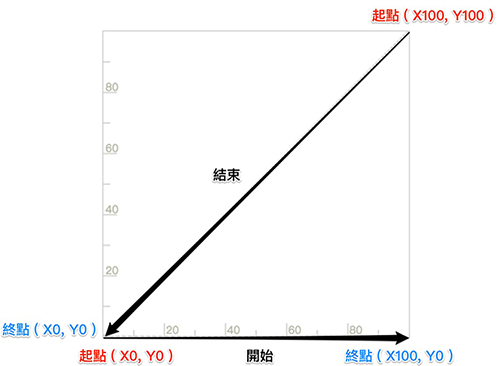 起點 ( X100, Y100 )
80
60
結束
40
20
終點 ( X0, Y0 )
20
40
60
80
起點 ( X0, Y0 )
開始
終點 ( X100, Y0 )